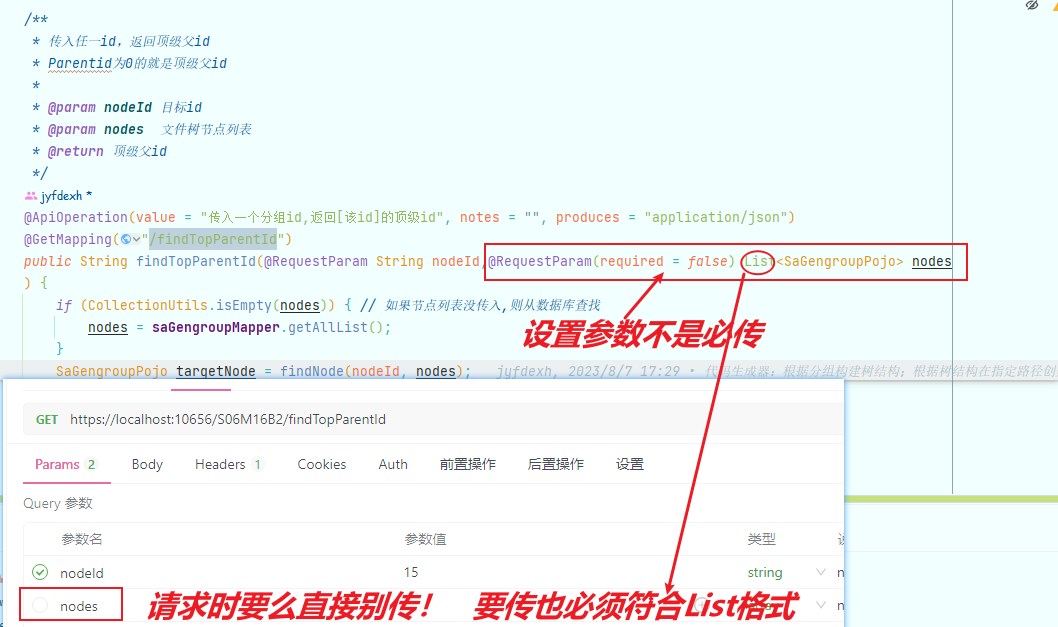 /**
* 传入任一id，返回顶级父id
* Parentid为0的就是顶级父id
*
* @param nodeId 目标id
* @param nodes 文件树节点列表
* @return 顶级父id
*/
jyfdexh *
@ApiOperation(value = "传入一个分组id,返回[该id]的顶级id", notes = "", produces = "application/json")
@GetMapping("/findTopParentId")
public String findTopParentId(@RequestParam String nodeId,@RequestParam(required = false) List<SaGengroupPojo> nodes
) {
if (CollectionUtils.isEmpty(nodes)) { // 如果节点列表没传入,则从数据库查找
nodes = saGengroupMapper.getAllList();
设置参数不是必传
}
SaGengroupPojo targetNode = findNode(nodeId, nodes); jyfdexh, 2023/8/7 17:29 • 代码生成器：根据分组构建树结构；根据树结构在指定路径创
GET https://localhost:10656/S06M16B2/findTopParentId
Params 2 Body Headers 1 Cookies Auth 前置操作 后置操作 设置
Query 参数
参数名 参数值 类型
nodeId 15 string
nodes 请求时要么直接别传！ 要传也必须符合List格式